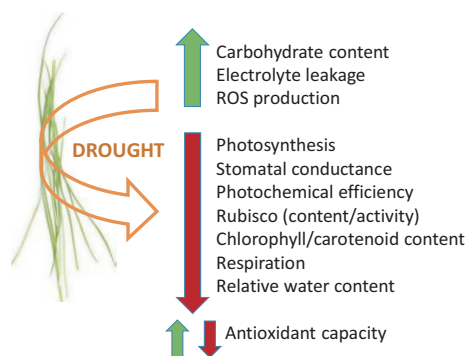 Carbohydrate content
Electrolyte leakage
ROS production
DROUGHT
Photosynthesis
Stomatal conductance
Photochemical efficiency
Rubisco (content/activity)
Chlorophyll/carotenoid content
Respiration
Relative water content
Antioxidant capacity